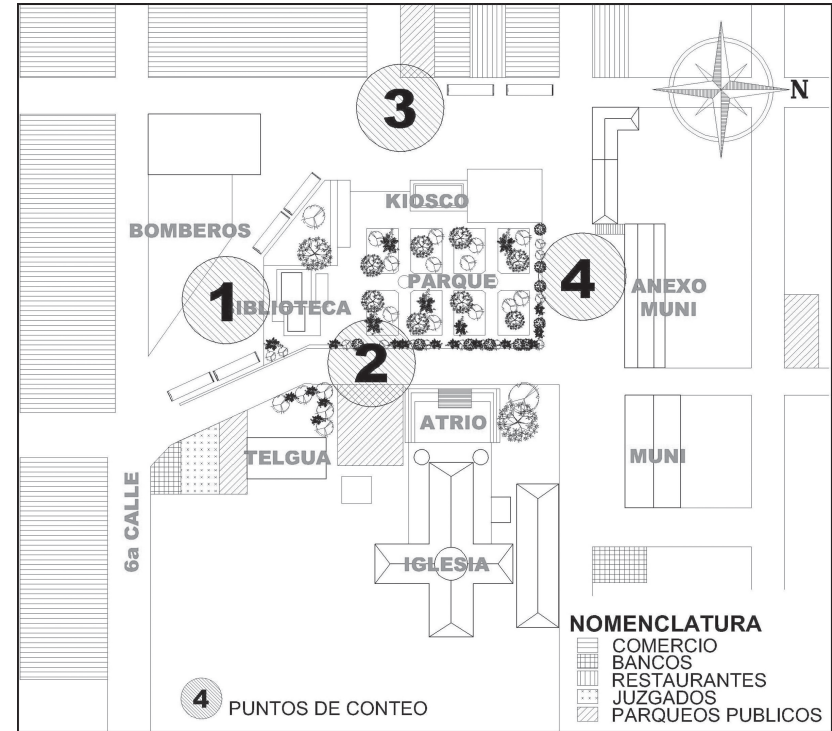 N
3
KIOSCO
BOMBEROS
PARQUE
4
1
BIBLIOTECA
ANEXO
MUNI
2
ATRIO
TELGUA
MUNI
6a CALLE
IGLESIA
NOMENCLATURA
COMERCIO
BANCOS
RESTAURANTES
JUZGADOS
PARQUEOS PUBLICOS
4 PUNTOS DE CONTEO